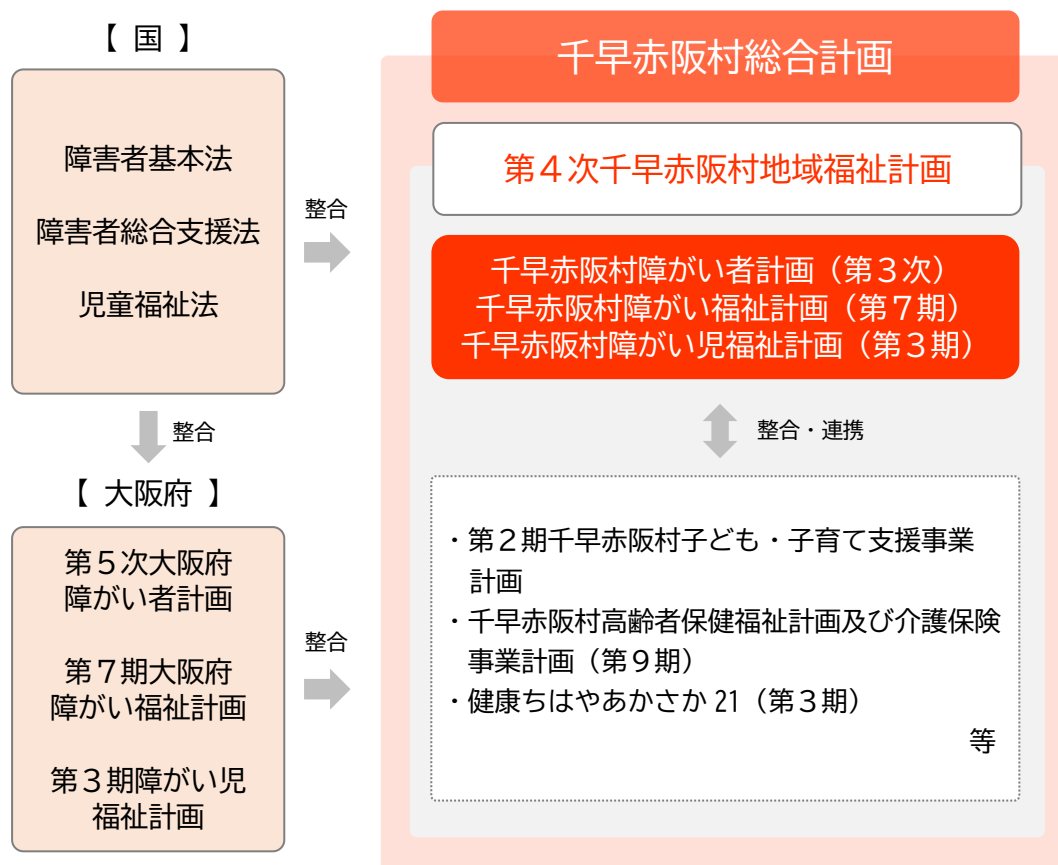 【 国 】
障害者基本法
障害者総合支援法
児童福祉法
整合
整合
【 大阪府 】
第５次大阪府
障がい者計画
第７期大阪府
障がい福祉計画
第３期障がい児
福祉計画
整合
千早赤阪村総合計画
第４次千早赤阪村地域福祉計画
千早赤阪村障がい者計画（第３次）
千早赤阪村障がい福祉計画（第７期）
千早赤阪村障がい児福祉計画（第３期）
整合・連携
・第２期千早赤阪村子ども・子育て支援事業
計画
・千早赤阪村高齢者保健福祉計画及び介護保険
事業計画（第９期）
・健康ちはやあかさか 21（第３期）
等